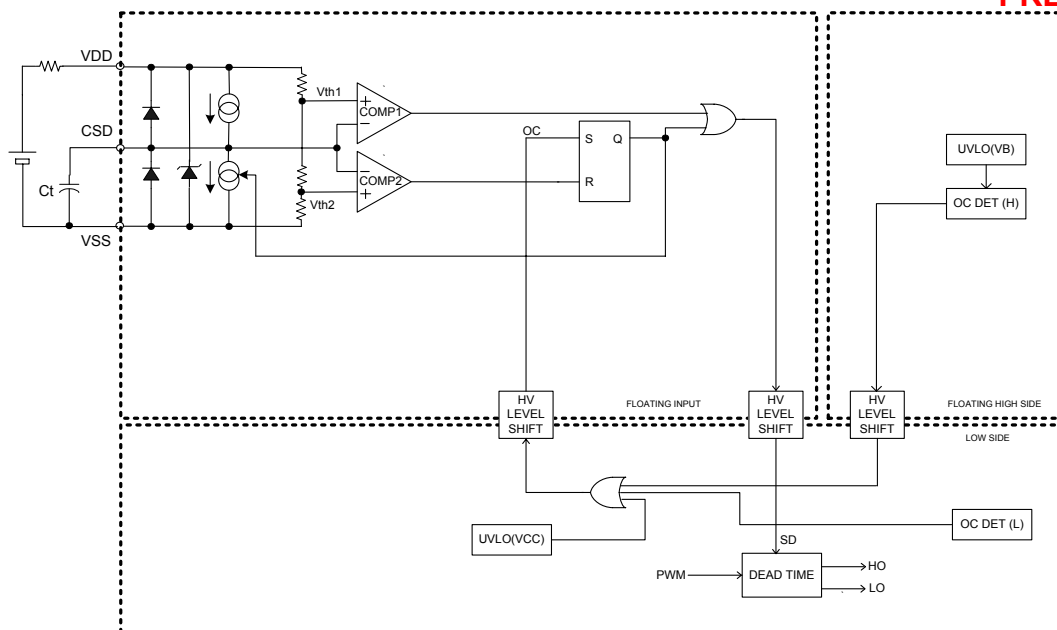 VDD
Vth1
+
COMP1
−
CSD
OC
S Q
R
UVLO(VB)
−
COMP2
+
OC DET (H)
Ct
Vth2
VSS
HV
LEVEL
SHIFT
FLOATING INPUT
HV
LEVEL
SHIFT
HV
LEVEL
SHIFT
FLOATING HIGH SIDE
LOW SIDE
UVLO(VCC)
OC DET (L)
SD
PWM
DEAD TIME
HO
LO